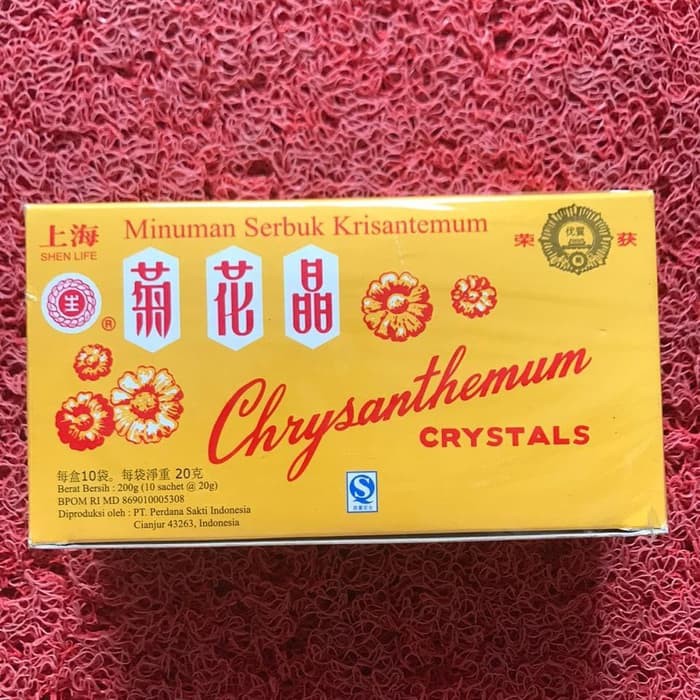 上海
SHEN LIFE
Minuman Serbuk Krisantemum
荣获
优質
生
®
菊花晶
Chrysanthemum
CRYSTALS
每盒10袋。每袋淨重 20克
Berat Bersih : 200g (10 sachet @ 20g)
BPOM RI MD 869010005308
Diproduksi oleh : PT. Perdana Sakti Indonesia
Cianjur 43263, Indonesia